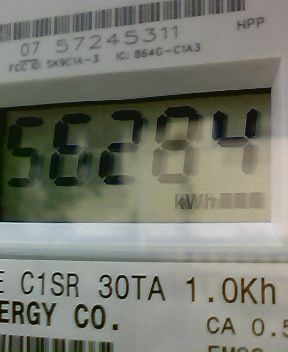 HPP
07 57245311
FCC ID: SK9C1A-3 IC: 864G-C1A3
56284
kWh
E C1SR 30TA 1.0Kh
ERGY CO.
CA 0.5